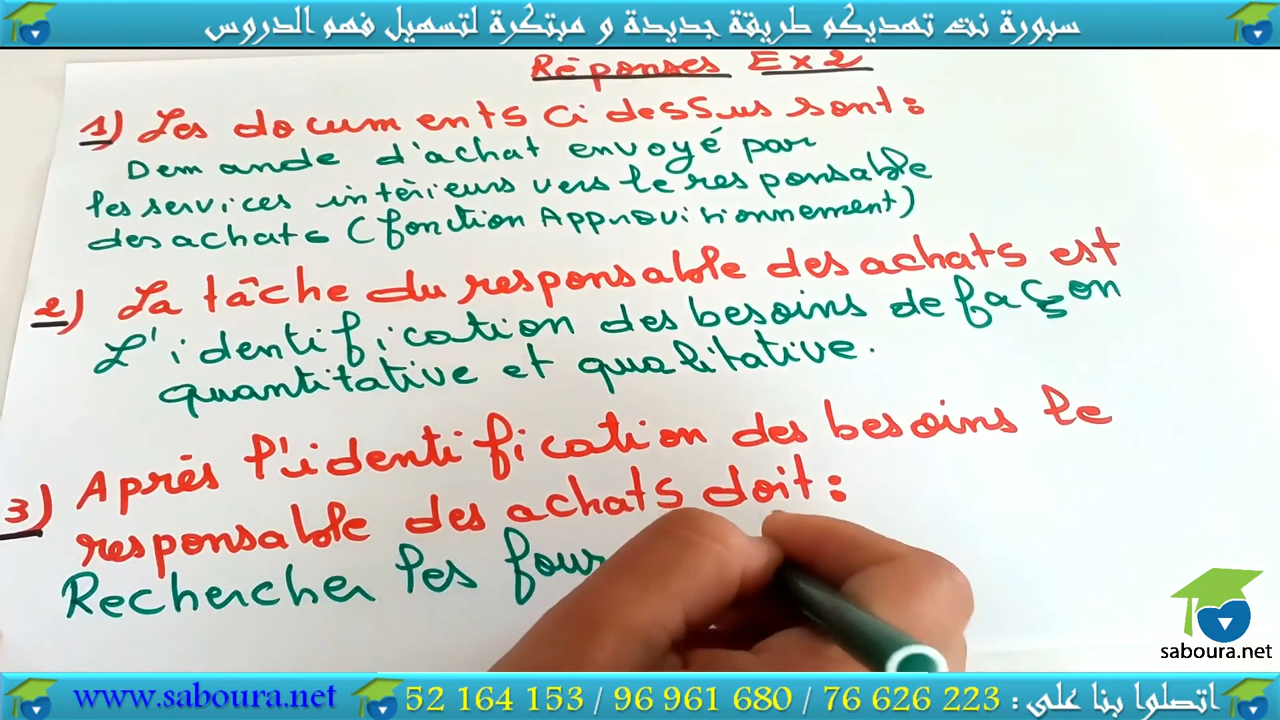 سبورة نت تهديكم طريقة جديدة و مبتكرة لتسهيل فهم الدروس
Réponses Ex2
1) Les documents ci dessus sont:
Demande d'achat envoyé par
les services intèrieurs vers le responsable
des achats (fonction Approvisionnement)
2) La tâche du responsable des achats est
L'identification des besoins de façon
quantitative et qualitative.
3) Après l'identification des besoins le
responsable des achats doit:
Rechercher les four
saboura.net
www.saboura.net
52 164 153 / 96 961 680 / 76 626 223 : اتصلوا بنا على